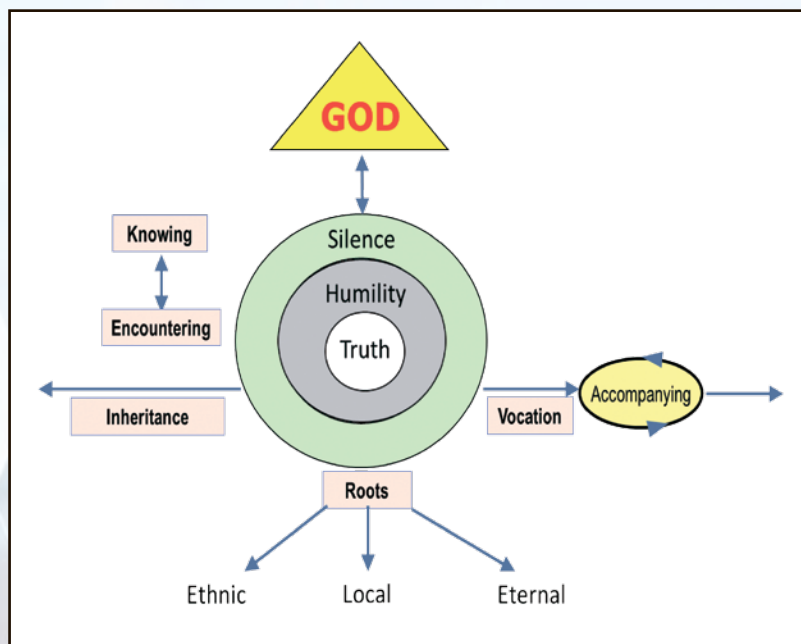 GOD
Silence
Knowing
Humility
Encountering
Truth
Accompanying
Inheritance
Vocation
Roots
Ethnic
Local
Eternal